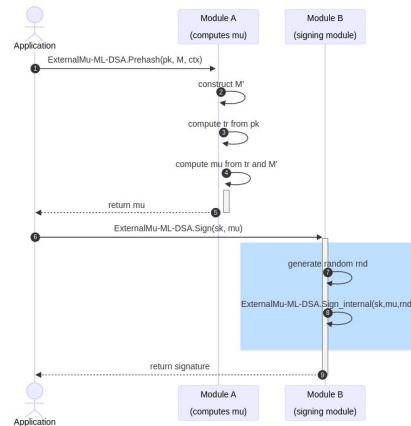 Application
Module A
(computes mu)
Module B
(signing module)
1 ExternalMu-ML-DSA.Prehash(pk, M, ctx)
construct M'
2
compute tr from pk
3
compute mu from tr and M'
4
return mu
5
ExternalMu-ML-DSA.Sign(sk, mu)
6
generate random rnd
7
ExternalMu-ML-DSA.Sign_internal(sk,mu,rnd
8
return signature
9
Application
Module A
(computes mu)
Module B
(signing module)